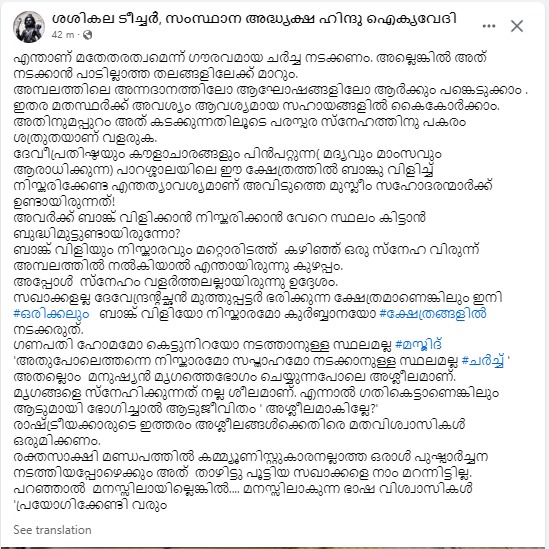 ശശികല ടീച്ചർ, സംസ്ഥാന അദ്ധ്യക്ഷ ഹിന്ദു ഐക്യവേദി
42 m ·
എന്താണ് മതേതരത്വമെന്ന് ഗൗരവമായ ചർച്ച നടക്കണം. അല്ലെങ്കിൽ അത്
നടക്കാൻ പാടില്ലാത്ത തലങ്ങളിലേക്ക് മാറും.
അമ്പലത്തിലെ അന്നദാനത്തിലോ ആഘോഷങ്ങളിലോ ആർക്കും പങ്കെടുക്കാം .
ഇതര മതസ്ഥർക്ക് അവശ്യം ആവശ്യമായ സഹായങ്ങളിൽ കൈകോർക്കാം.
അതിനുമപ്പുറം അത് കടക്കുന്നതിലൂടെ പരസ്പര സ്നേഹത്തിനു പകരം
ശത്രുതയാണ് വളരുക.
ദേവീപ്രതിഷ്ഠയും കൗളാചാരങ്ങളും പിൻപറ്റുന്ന( മദ്യവും മാംസവും
ആരാധിക്കുന്ന) പാറശ്ശാലയിലെ ഈ ക്ഷേത്രത്തിൽ ബാങ്കു വിളിച്ച്
നിസ്ക്കരിക്കേണ്ട എന്തത്യാവശ്യമാണ് അവിടുത്തെ മുസ്ലീം സഹോദരന്മാർക്ക്
ഉണ്ടായിരുന്നത്!
അവർക്ക് ബാങ്ക് വിളിക്കാൻ നിസ്ക്കരിക്കാൻ വേറെ സ്ഥലം കിട്ടാൻ
ബുദ്ധിമുട്ടുണ്ടായിരുന്നോ?
ബാങ്ക് വിളിയും നിസ്ക്കാരവും മറ്റൊരിടത്ത് കഴിഞ്ഞ് ഒരു സ്നേഹ വിരുന്ന്
അമ്പലത്തിൽ നൽകിയാൽ എന്തായിരുന്നു കുഴപ്പം.
അപ്പോൾ സ്നേഹം വളർത്തലല്ലായിരുന്നു ഉദ്ദേശം.
സഖാക്കളല്ല ദേവേന്ദ്രന്റച്ഛൻ മുത്തുപ്പട്ടർ ഭരിക്കുന്ന ക്ഷേത്രമാണെങ്കിലും ഇനി
#ഒരിക്കലും ബാങ്ക് വിളിയോ നിസ്ക്കാരമോ കുർബ്ബാനയോ #ക്ഷേത്രങ്ങളിൽ
നടക്കരുത്.
ഗണപതി ഹോമമോ കെട്ടുനിറയോ നടത്താനുള്ള സ്ഥലമല്ല #മസ്ജിദ്
'അതുപോലെത്തന്നെ നിസ്ക്കാരമോ സപ്താഹമോ നടക്കാനുള്ള സ്ഥലമല്ല #ചർച്ച് '
അതല്ലൊം മനുഷ്യൻ മൃഗത്തെഭോഗം ചെയ്യുന്നപോലെ അശ്ലീലമാണ്.
മൃഗങ്ങളെ സ്നേഹിക്കുന്നത് നല്ല ശീലമാണ്. എന്നാൽ ഗതികെട്ടാണെങ്കിലും
ആടുമായി ഭോഗിച്ചാൽ ആടുജീവിതം ' അശ്ലീലമാകില്ലേ?'
രാഷ്ട്രീയക്കാരുടെ ഇത്തരം അശ്ലീലങ്ങൾക്കെതിരെ മതവിശ്വാസികൾ
ഒരുമിക്കണം.
രക്തസാക്ഷി മണ്ഡപത്തിൽ കമ്മ്യൂണിസ്റ്റുകാരനല്ലാത്ത ഒരാൾ പുഷ്പാർച്ചന
നടത്തിയപ്പോഴെക്കും അത് താഴിട്ടു പൂട്ടിയ സഖാക്കളെ നാം മറന്നിട്ടില്ല.
പറഞ്ഞാൽ മനസ്സിലായില്ലെങ്കിൽ.... മനസ്സിലാകുന്ന ഭാഷ വിശ്വാസികൾ
'പ്രയോഗിക്കേണ്ടി വരും
See translation